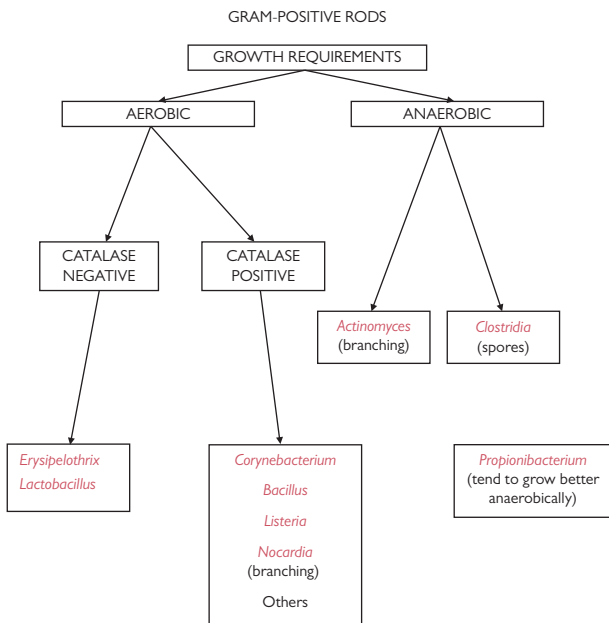 GRAM-POSITIVE RODS
GROWTH REQUIREMENTS
AEROBIC
ANAEROBIC
CATALASE
NEGATIVE
CATALASE
POSITIVE
Actinomyces
(branching)
Clostridia
(spores)
Erysipelothrix
Lactobacillus
Corynebacterium
Bacillus
Listeria
Nocardia
(branching)
Others
Propionibacterium
(tend to grow better
anaerobically)